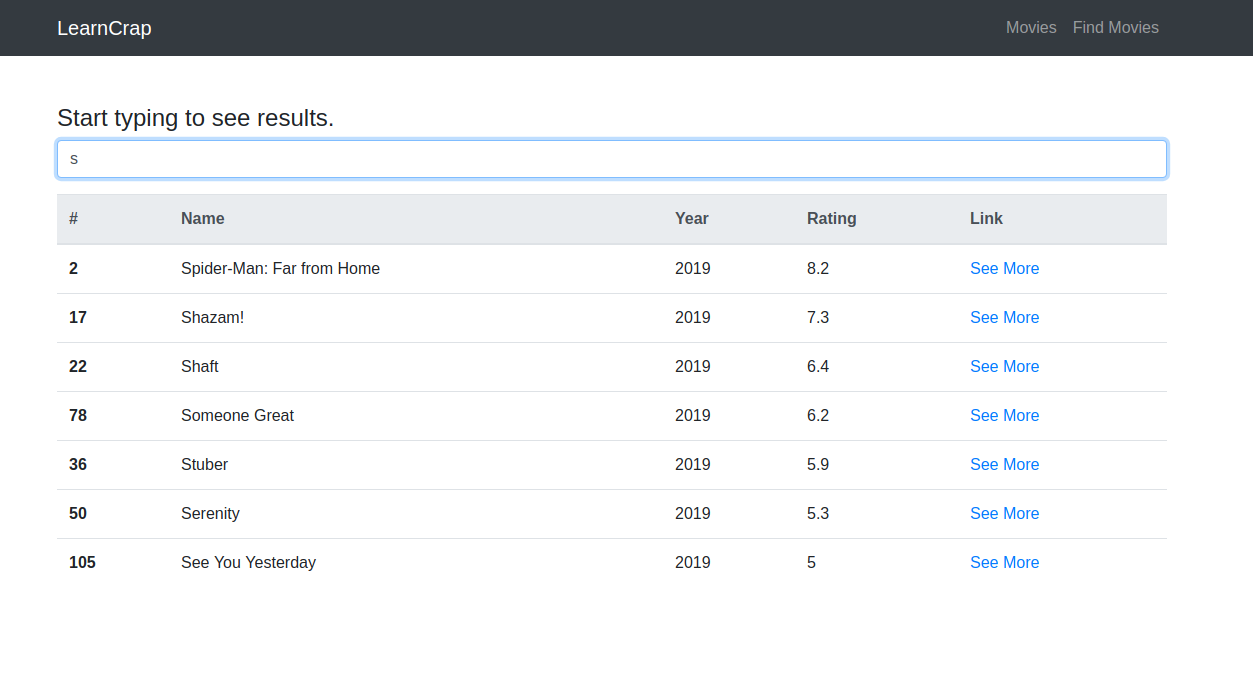 LearnCrap Movies Find Movies
Start typing to see results.
s
# Name Year Rating Link
2 Spider-Man: Far from Home 2019 8.2 See More
17 Shazam! 2019 7.3 See More
22 Shaft 2019 6.4 See More
78 Someone Great 2019 6.2 See More
36 Stuber 2019 5.9 See More
50 Serenity 2019 5.3 See More
105 See You Yesterday 2019 5 See More